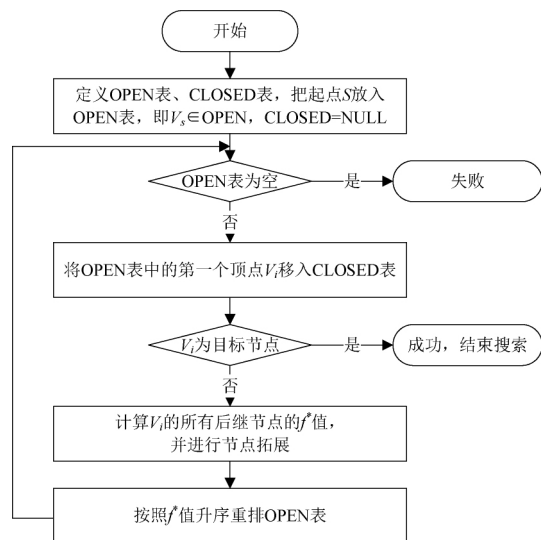 开始
定义OPEN表、CLOSED表，把起点S放入
OPEN表，即Vs∈OPEN，CLOSED=NULL
OPEN表为空
是
失败
否
将OPEN表中的第一个顶点Vi移入CLOSED表
Vi为目标节点
是
成功，结束搜索
否
计算Vi的所有后继节点的f*值，
并进行节点拓展
按照f*值升序重排OPEN表